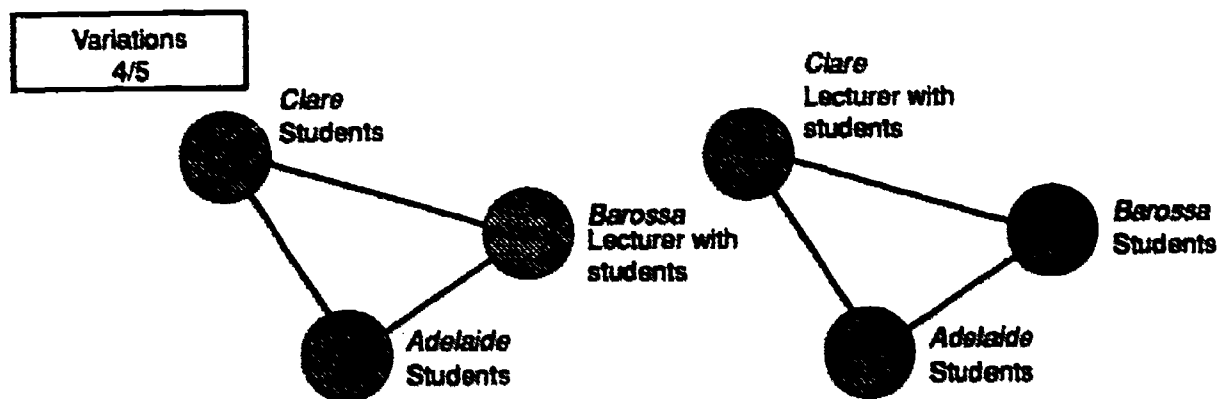 Variations
4/5
Clare
Students
Barossa
Lecturer with
students
Adelaide
Students
Clare
Lecturer with
students
Barossa
Students
Adelaide
Students